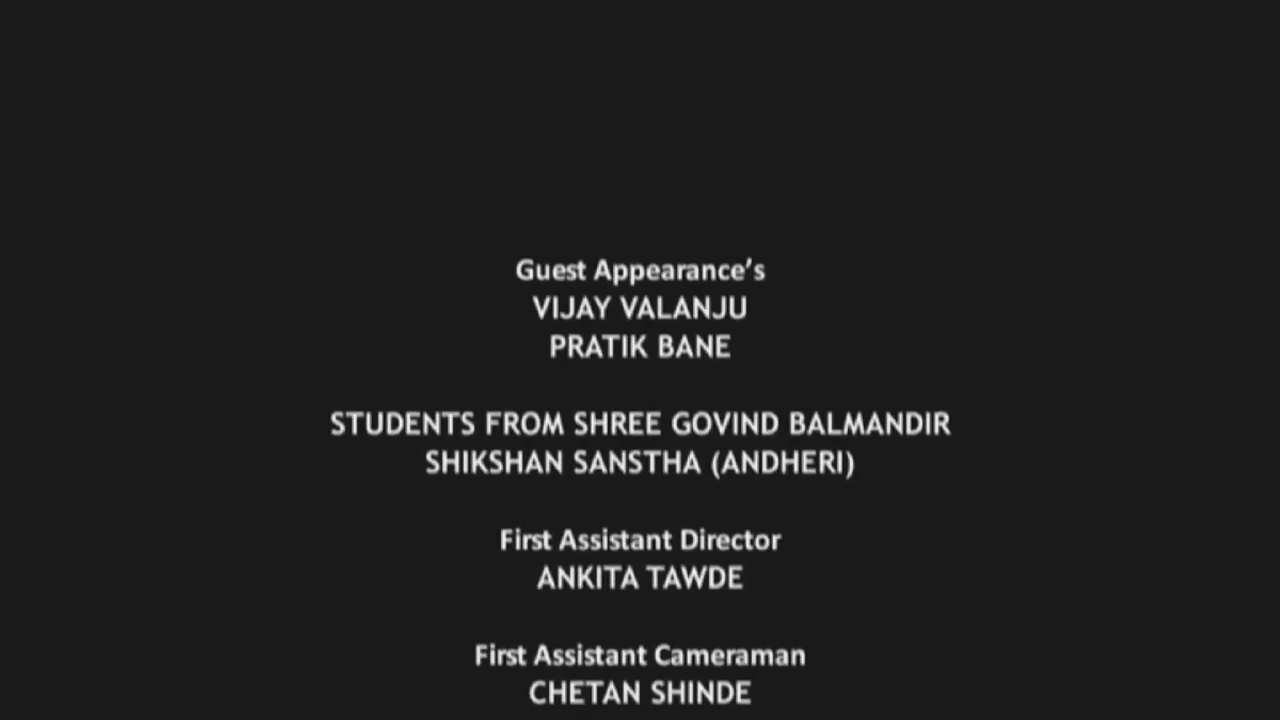 Guest Appearance’s
VIJAY VALANJU
PRATIK BANE
STUDENTS FROM SHREE GOVIND BALMANDIR
SHIKSHAN SANSTHA (ANDHERI)
First Assistant Director
ANKITA TAWDE
First Assistant Cameraman
CHETAN SHINDE